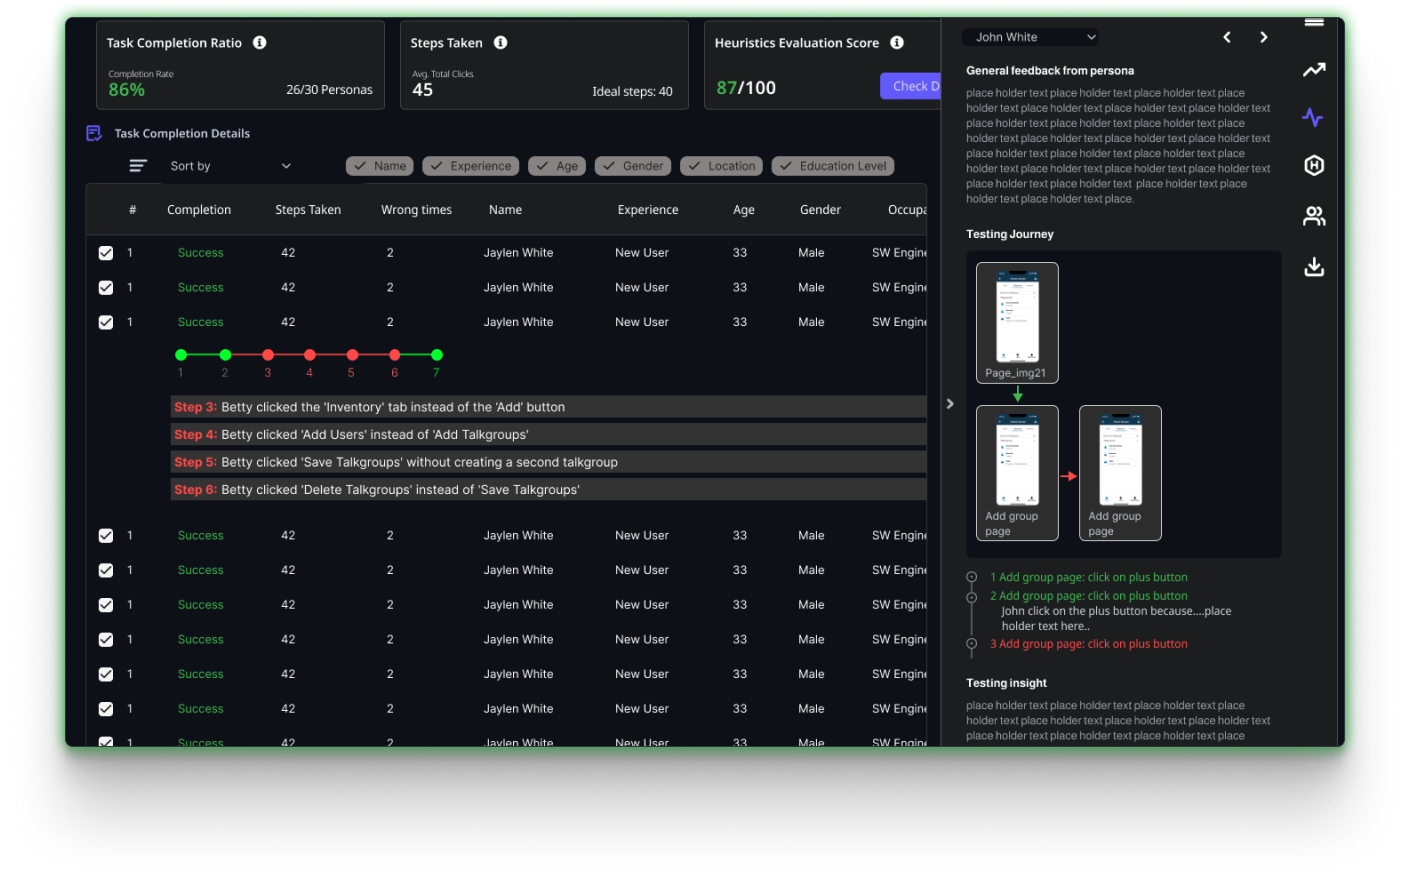 Task Completion Ratio
Completion Rate
86%
26/30 Personas
Steps Taken
Avg. Total Clicks
45
Ideal steps: 40
Heuristics Evaluation Score
87/100
Check D
Task Completion Details
Sort by
Name
Experience
Age
Gender
Location
Education Level
# Completion Steps Taken Wrong times Name Experience Age Gender Occupa
1 Success 42 2 Jaylen White New User 33 Male SW Engine
1 Success 42 2 Jaylen White New User 33 Male SW Engine
1 Success 42 2 Jaylen White New User 33 Male SW Engine
1 2 3 4 5 6 7
Step 3: Betty clicked the 'Inventory' tab instead of the ‘Add’ button
Step 4: Betty clicked 'Add Users' instead of 'Add Talkgroups'
Step 5: Betty clicked 'Save Talkgroups' without creating a second talkgroup
Step 6: Betty clicked 'Delete Talkgroups' instead of 'Save Talkgroups'
1 Success 42 2 Jaylen White New User 33 Male SW Engine
1 Success 42 2 Jaylen White New User 33 Male SW Engine
1 Success 42 2 Jaylen White New User 33 Male SW Engine
1 Success 42 2 Jaylen White New User 33 Male SW Engine
1 Success 42 2 Jaylen White New User 33 Male SW Engine
1 Success 42 2 Jaylen White New User 33 Male SW Engine
1 Success 42 2 Jaylen White New User 33 Male SW Engine
John White
General feedback from persona
place holder text place holder text place holder text place
holder text place holder text place holder text place holder text
place holder text place holder text place holder text place
holder text place holder text place holder text place holder text
place holder text place holder text place holder text place
holder text place holder text place holder text place holder text
place holder text place holder text place holder text place
holder text place holder text place.
Testing Journey
Page_img21
Add group
page
Add group
page
1 Add group page: click on plus button
2 Add group page: click on plus button
John click on the plus button because....place
holder text here..
3 Add group page: click on plus button
Testing insight
place holder text place holder text place holder text place
holder text place holder text place holder text place holder text
place holder text place holder text place holder text place
H